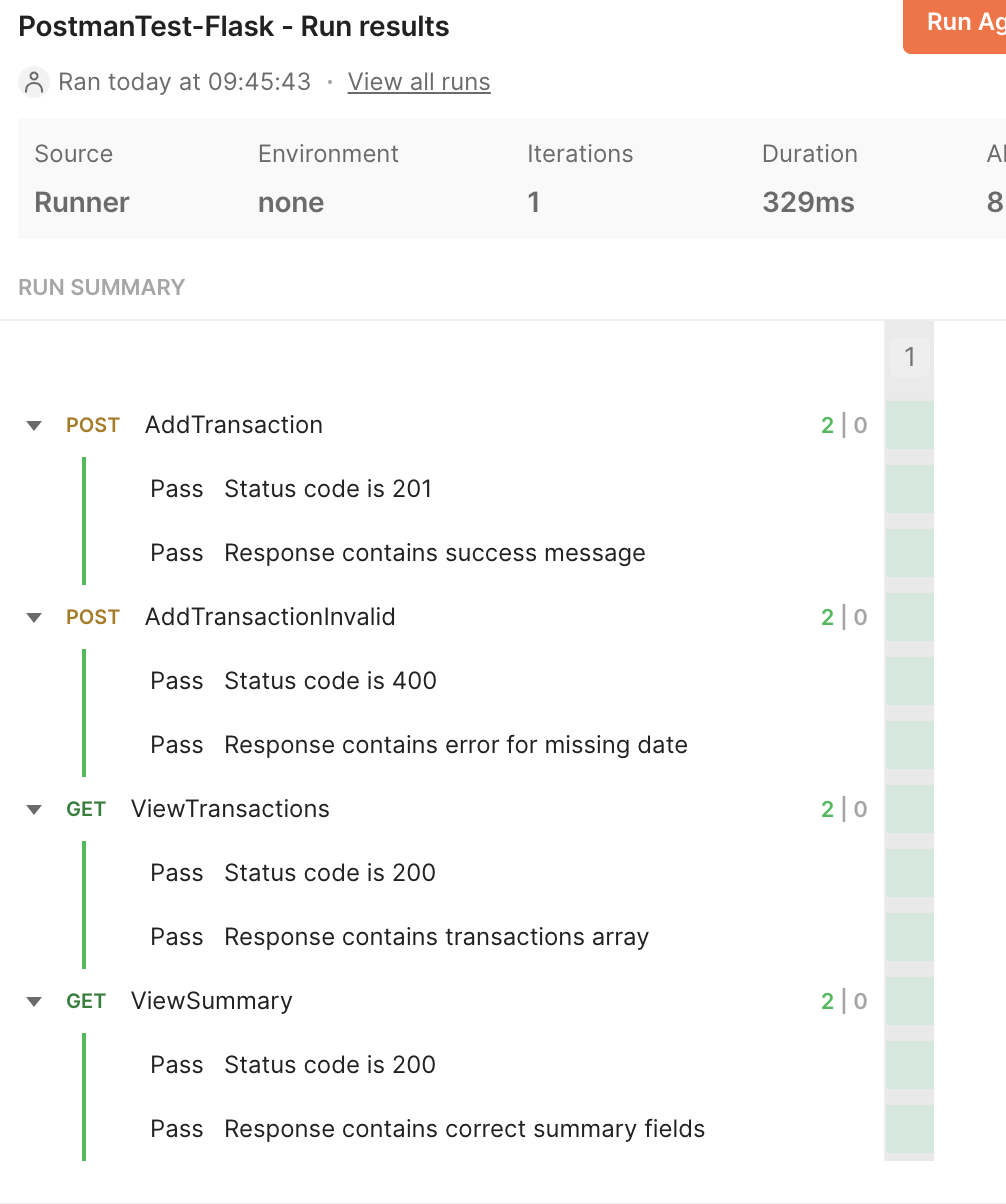 PostmanTest-Flask - Run results
Run Ag
Ran today at 09:45:43 · View all runs
Source Environment Iterations Duration Al
Runner none 1 329ms 8
RUN SUMMARY
1
POST AddTransaction 2 | 0
Pass Status code is 201
Pass Response contains success message
POST AddTransactionInvalid 2 | 0
Pass Status code is 400
Pass Response contains error for missing date
GET ViewTransactions 2 | 0
Pass Status code is 200
Pass Response contains transactions array
GET ViewSummary 2 | 0
Pass Status code is 200
Pass Response contains correct summary fields